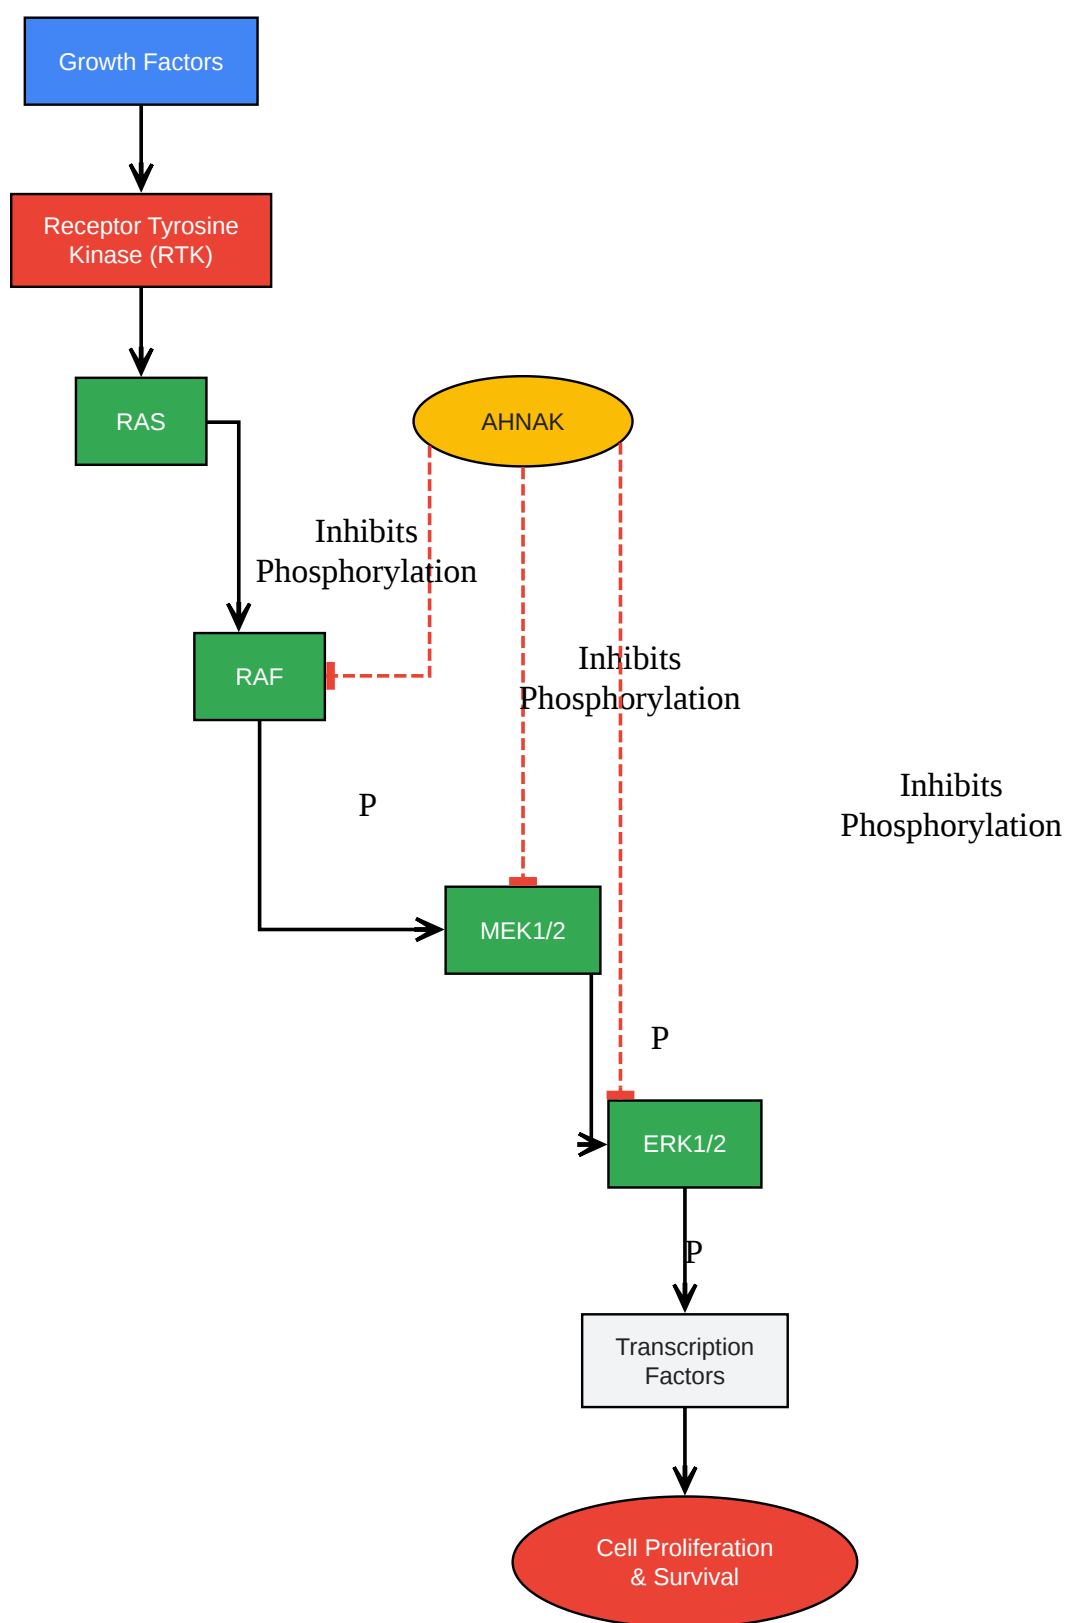 Growth Factors
Receptor Tyrosine
Kinase (RTK)
RAS
AHNAK
Inhibits
Phosphorylation
Inhibits
Phosphorylation
RAF
Inhibits
Phosphorylation
P
MEK1/2
P
ERK1/2
P
Transcription
Factors
Cell Proliferation
& Survival